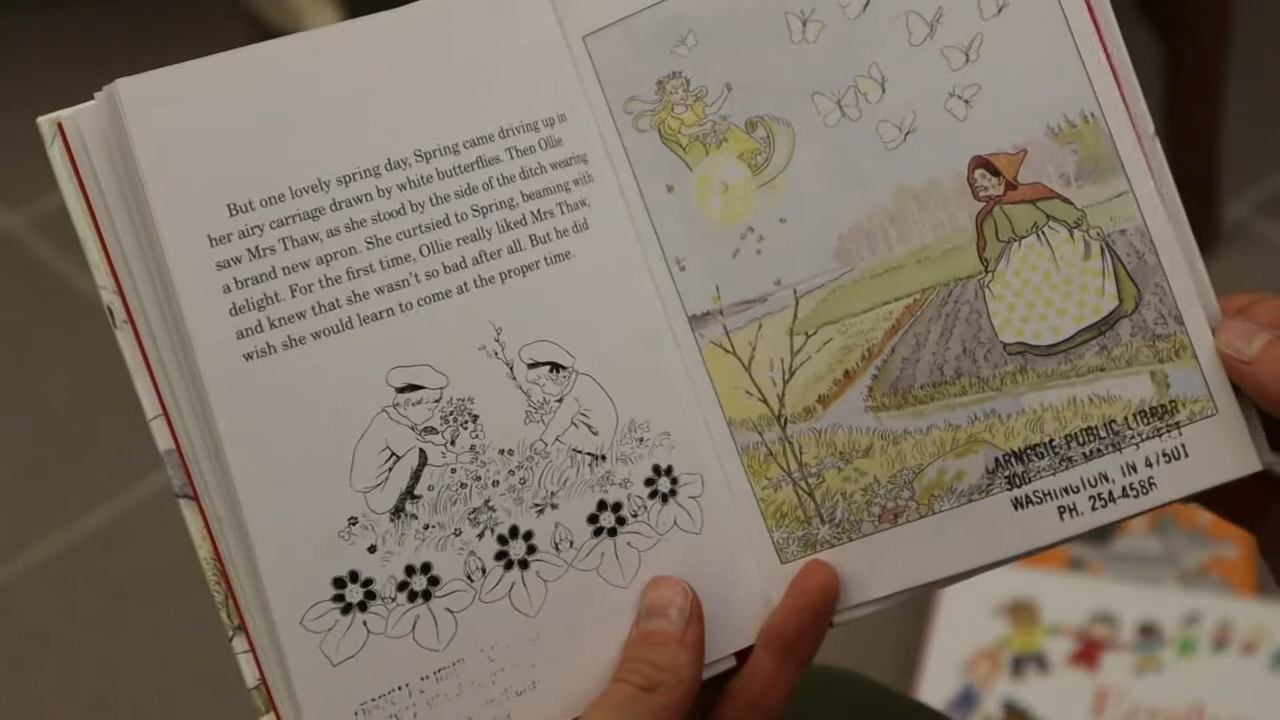 But one lovely spring day, Spring came driving up in
her airy carriage drawn by white butterflies. Then Ollie
saw Mrs Thaw, as she stood by the side of the ditch wearing
a brand new apron. She curtsied to Spring, beaming with
delight. For the first time, Ollie really liked Mrs Thaw,
and knew that she wasn't so bad after all. But he did
wish she would learn to come at the proper time.
CARNEGIE PUBLIC LIBRARY
300
WASHINGTON, IN 47501
PH. 254-4586